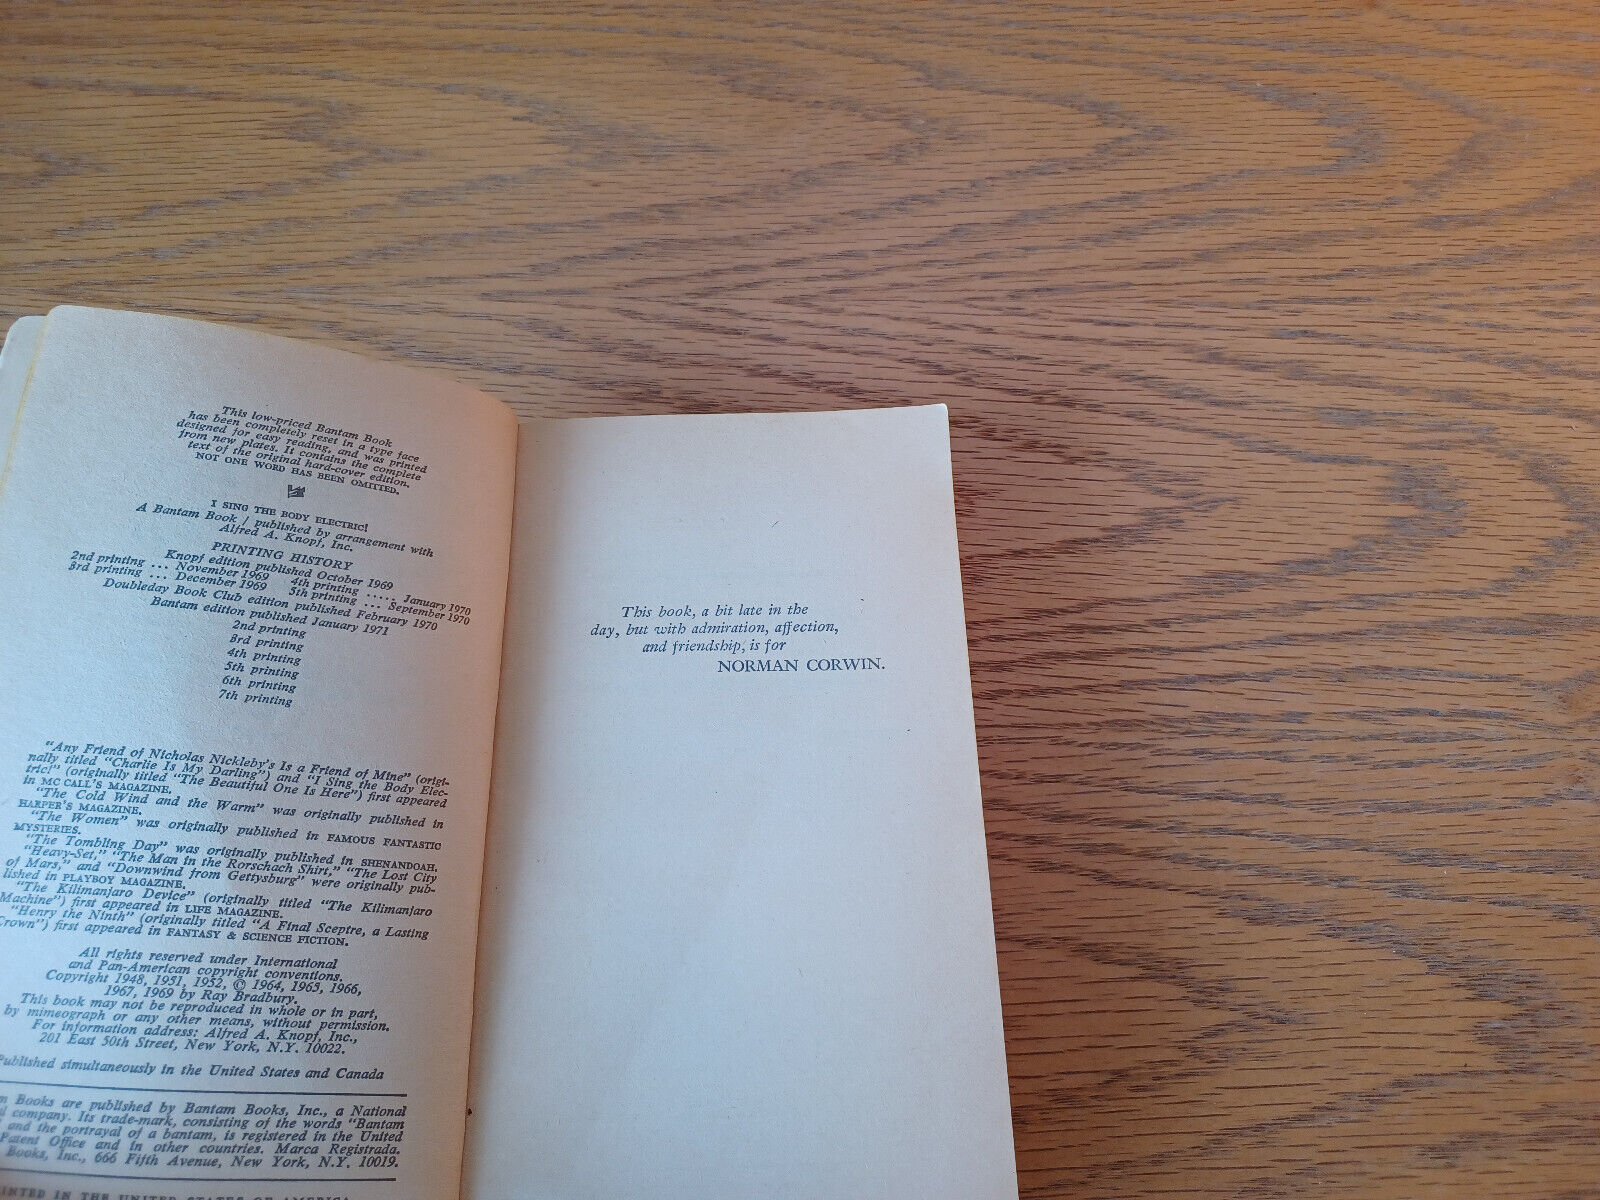 This low-priced Bantam Book
has been completely reset in a type face
designed for easy reading, and was printed
from new plates. It contains the complete
text of the original hard-cover edition.
NOT ONE WORD HAS BEEN OMITTED.
I SING THE BODY ELECTRIC!
A Bantam Book / published by arrangement with
Alfred A. Knopf, Inc.
PRINTING HISTORY
Knopf edition published October 1969
2nd printing ... November 1969 4th printing ..... January 1970
3rd printing ... December 1969 5th printing ... September 1970
Doubleday Book Club edition published February 1970
Bantam edition published January 1971
2nd printing
3rd printing
4th printing
5th printing
6th printing
7th printing
"Any Friend of Nicholas Nickleby's Is a Friend of Mine" (origi-
nally titled "Charlie Is My Darling") and "I Sing the Body Elec-
tric!" (originally titled "The Beautiful One Is Here") first appeared
in MC CALL'S MAGAZINE.
"The Cold Wind and the Warm" was originally published in
HARPER'S MAGAZINE.
"The Women" was originally published in FAMOUS FANTASTIC
MYSTERIES.
"The Tombling Day" was originally published in SHENANDOAH.
"Heavy-Set," "The Man in the Rorschach Shirt," "The Lost City
of Mars," and "Downwind from Gettysburg" were originally pub-
lished in PLAYBOY MAGAZINE.
"The Kilimanjaro Device" (originally titled "The Kilimanjaro
Machine") first appeared in LIFE MAGAZINE.
"Henry the Ninth" (originally titled "A Final Sceptre, a Lasting
Crown") first appeared in FANTASY & SCIENCE FICTION.
All rights reserved under International
and Pan-American copyright conventions.
Copyright 1948, 1951, 1952, © 1964, 1965, 1966,
1967, 1969 by Ray Bradbury.
This book may not be reproduced in whole or in part,
by mimeograph or any other means, without permission.
For information address: Alfred A. Knopf, Inc.,
201 East 50th Street, New York, N.Y. 10022.
Published simultaneously in the United States and Canada
Books are published by Bantam Books, Inc., a National
company. Its trade-mark, consisting of the words "Bantam
and the portrayal of a bantam, is registered in the United
Patent Office and in other countries. Marca Registrada.
Books, Inc., 666 Fifth Avenue, New York, N.Y. 10019.
IN THE UNITED STATES OF AMERICA
This book, a bit late in the
day, but with admiration, affection,
and friendship, is for
NORMAN CORWIN.